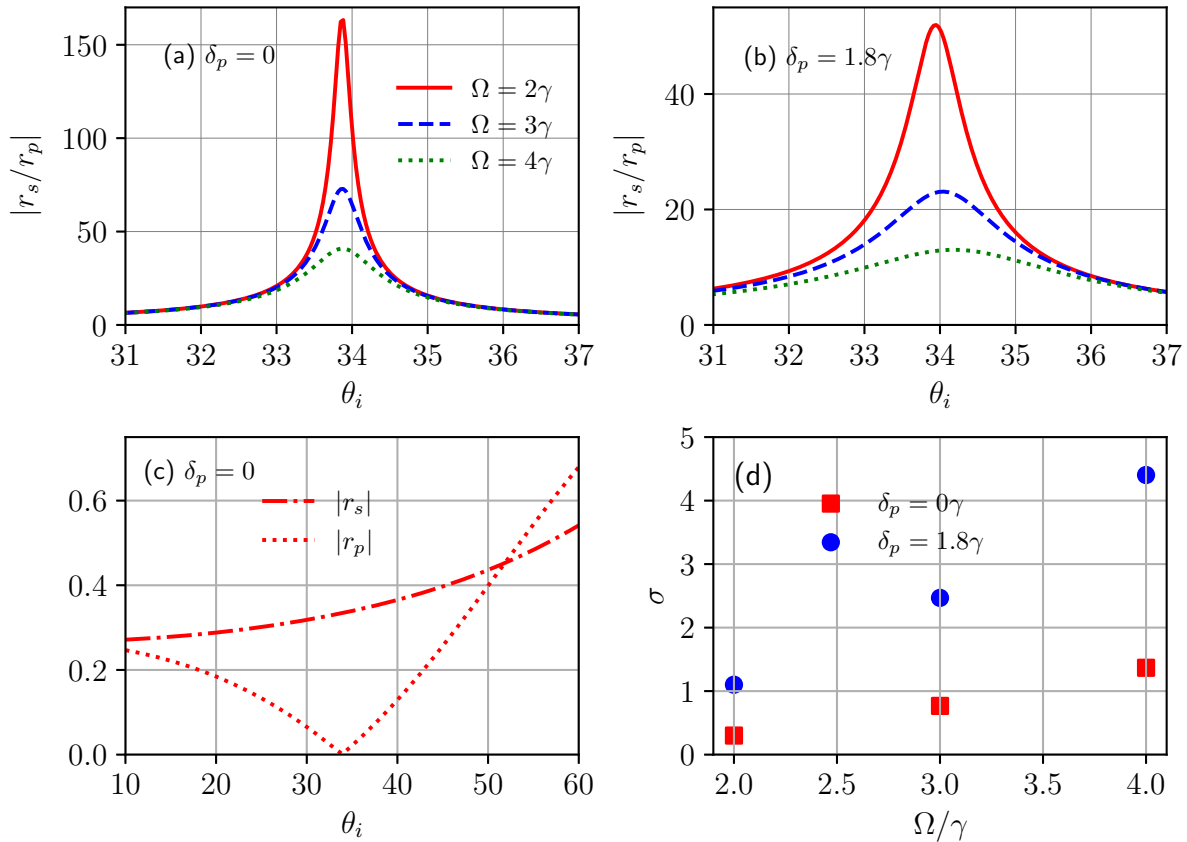 (a) δ_p = 0
Ω = 2γ
Ω = 3γ
Ω = 4γ
|r_s/r_p|
150
100
50
0
31 32 33 34 35 36 37
θ_i
(b) δ_p = 1.8γ
|r_s/r_p|
40
20
0
31 32 33 34 35 36 37
θ_i
(c) δ_p = 0
|r_s|
|r_p|
0.6
0.4
0.2
0.0
10 20 30 40 50 60
θ_i
(d)
δ_p = 0γ
δ_p = 1.8γ
σ
5
4
3
2
1
0
2.0 2.5 3.0 3.5 4.0
Ω/γ